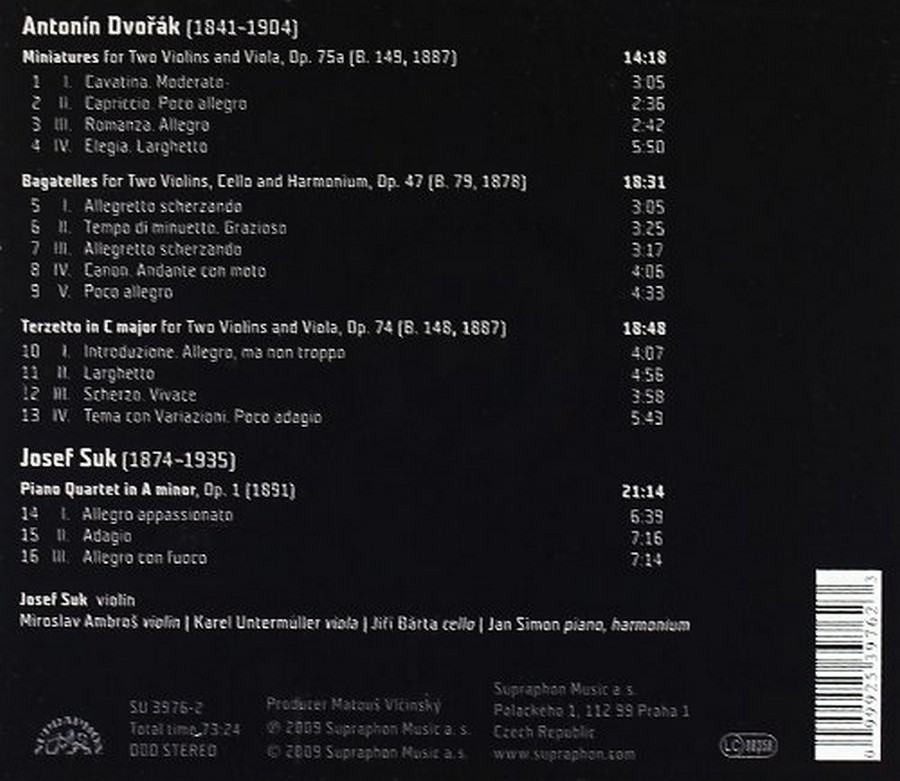 Antonín Dvořák (1841–1904)
Miniatures for Two Violins and Viola, Op. 75a (B. 149, 1887) 14:18
1 I. Cavatina. Moderato 3:05
2 II. Capriccio. Poco allegro 2:36
3 III. Romanza. Allegro 2:42
4 IV. Elegia. Larghetto 5:50
Bagatelles for Two Violins, Cello and Harmonium, Op. 47 (B. 79, 1878) 18:31
5 I. Allegretto scherzando 3:05
6 II. Tempo di minuetto. Grazioso 3:25
7 III. Allegretto scherzando 3:17
8 IV. Canon. Andante con moto 4:06
9 V. Poco allegro 4:33
Terzetto in C major for Two Violins and Viola, Op. 74 (B. 148, 1887) 18:48
10 I. Introduzione. Allegro, ma non troppo 4:07
11 II. Larghetto 4:56
12 III. Scherzo. Vivace 3:58
13 IV. Tema con Variazioni. Poco adagio 5:43
Josef Suk (1874–1935)
Piano Quartet in A minor, Op. 1 (1891) 21:14
14 I. Allegro appassionato 6:39
15 II. Adagio 7:16
16 III. Allegro con fuoco 7:14
Josef Suk violin
Miroslav Ambroš violin | Karel Untermüller viola | Jiří Bárta cello | Jan Simon piano, harmonium
SUPRAPHON
SU 3976-2
Total time 73:24
DDD STEREO
Producer Matouš Vlčinský
℗ 2009 Supraphon Music a. s.
© 2009 Supraphon Music a. s.
Supraphon Music a. s.
Palackého 1, 112 99 Praha 1
Czech Republic
www.supraphon.com
LC 08358
0 99925 39762 3